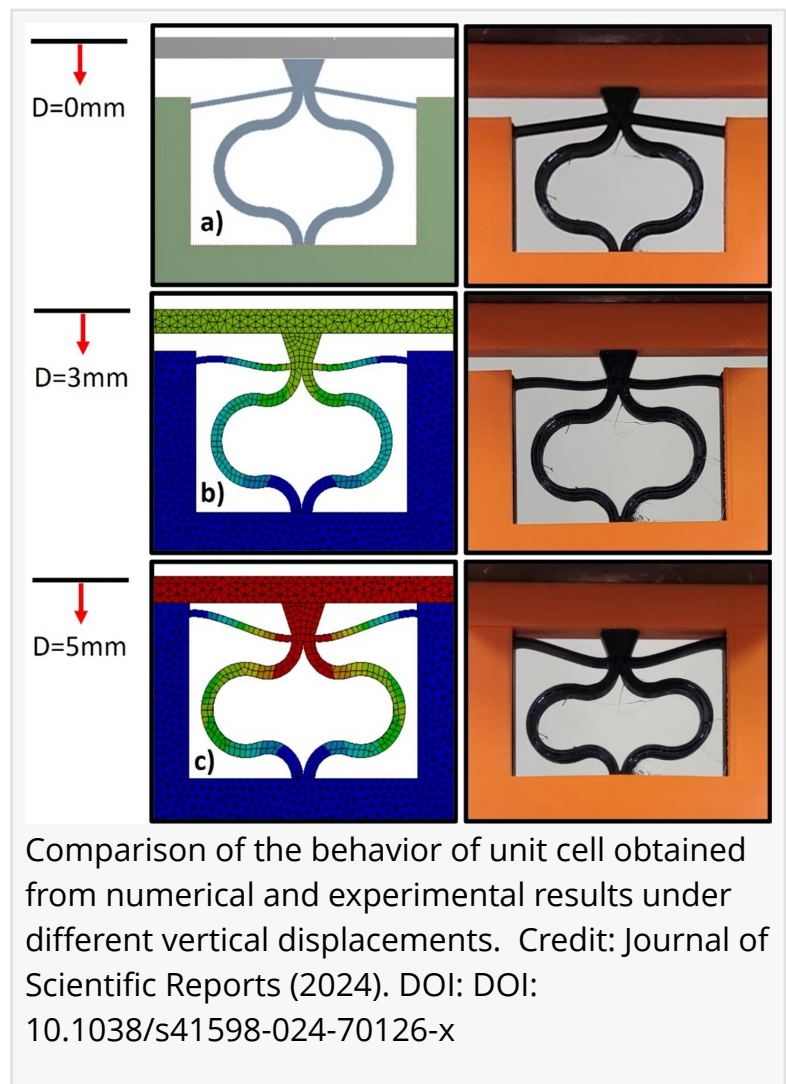 D=0mm
a)
D=3mm
b)
D=5mm
c)
Comparison of the behavior of unit cell obtained
from numerical and experimental results under
different vertical displacements.  Credit: Journal of
Scientific Reports (2024). DOI: DOI:
10.1038/s41598-024-70126-x